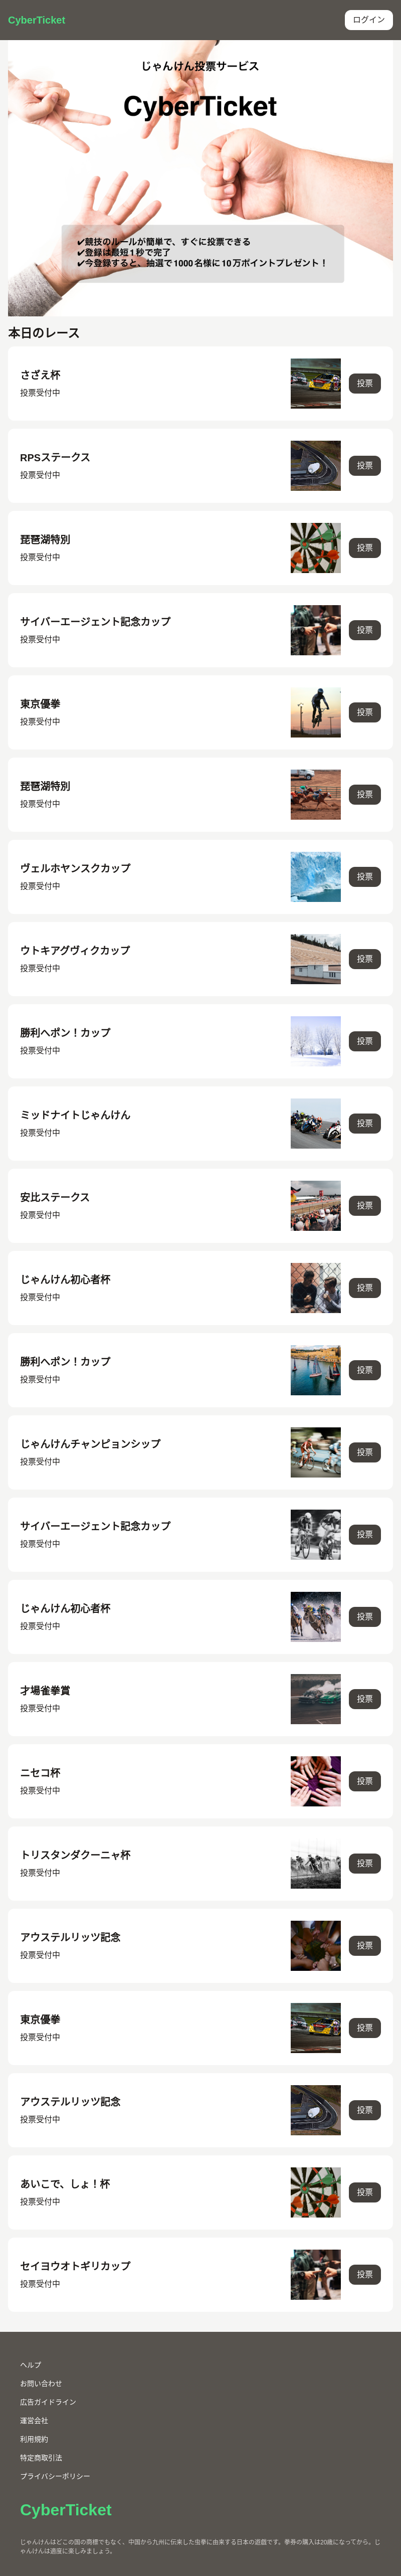 CyberTicket
ログイン
じゃんけん投票サービス
CyberTicket
✔競技のルールが簡単で、すぐに投票できる
✔登録は最短1秒で完了
✔今登録すると、抽選で1000名様に10万ポイントプレゼント！
本日のレース
さざえ杯
投票受付中
投票
RPSステークス
投票受付中
投票
琵琶湖特別
投票受付中
投票
サイバーエージェント記念カップ
投票受付中
投票
東京優拳
投票受付中
投票
琵琶湖特別
投票受付中
投票
ヴェルホヤンスクカップ
投票受付中
投票
ウトキアグヴィクカップ
投票受付中
投票
勝利へポン！カップ
投票受付中
投票
ミッドナイトじゃんけん
投票受付中
投票
安比ステークス
投票受付中
投票
じゃんけん初心者杯
投票受付中
投票
勝利へポン！カップ
投票受付中
投票
じゃんけんチャンピョンシップ
投票受付中
投票
サイバーエージェント記念カップ
投票受付中
投票
じゃんけん初心者杯
投票受付中
投票
才場雀拳賞
投票受付中
投票
ニセコ杯
投票受付中
投票
トリスタンダクーニャ杯
投票受付中
投票
アウステルリッツ記念
投票受付中
投票
東京優拳
投票受付中
投票
アウステルリッツ記念
投票受付中
投票
あいこで、しょ！杯
投票受付中
投票
セイヨウオトギリカップ
投票受付中
投票
ヘルプ
お問い合わせ
広告ガイドライン
運営会社
利用規約
特定商取引法
プライバシーポリシー
CyberTicket
じゃんけんはどこの国の商標でもなく、中国から九州に伝来した虫拳に由来する日本の遊戯です。拳券の購入は20歳になってから。じ
ゃんけんは適度に楽しみましょう。